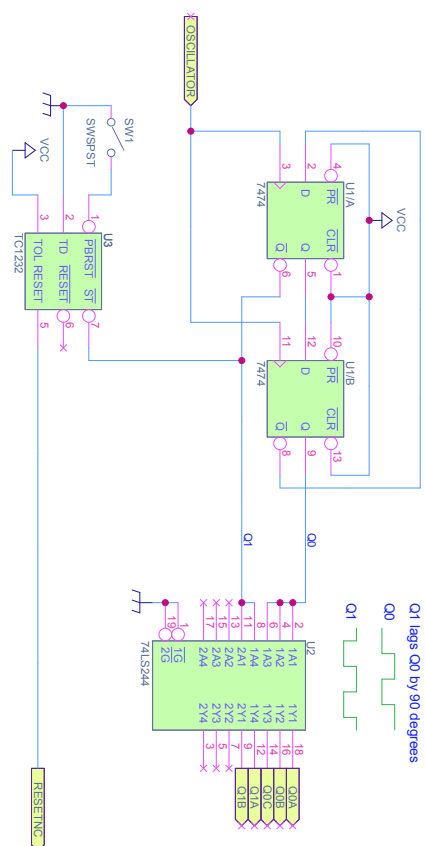 Q1 lags Q0 by 90 degrees
Q0
Q1
VCC
U1/A
4 PR CLR 1
2 D Q 5
3 Q 6
7474
U1/B
10 PR CLR 13
12 D Q 9
11 Q 8
7474
Q0
Q1
U2
2 1A1 1Y1 18 Q0A
4 1A2 1Y2 16 Q0B
6 1A3 1Y3 14 Q0C
8 1A4 1Y4 12 Q1A
11 2A1 2Y1 9 Q1B
13 2A2 2Y2 7
15 2A3 2Y3 5
17 2A4 2Y4 3
1 1G
19 2G
74LS244
OSCILLATOR
SW1
SWSPST
VCC
U3
1 PBRST ST 7
2 TD RESET 6
3 TOL RESET 5
TC1232
RESETNC